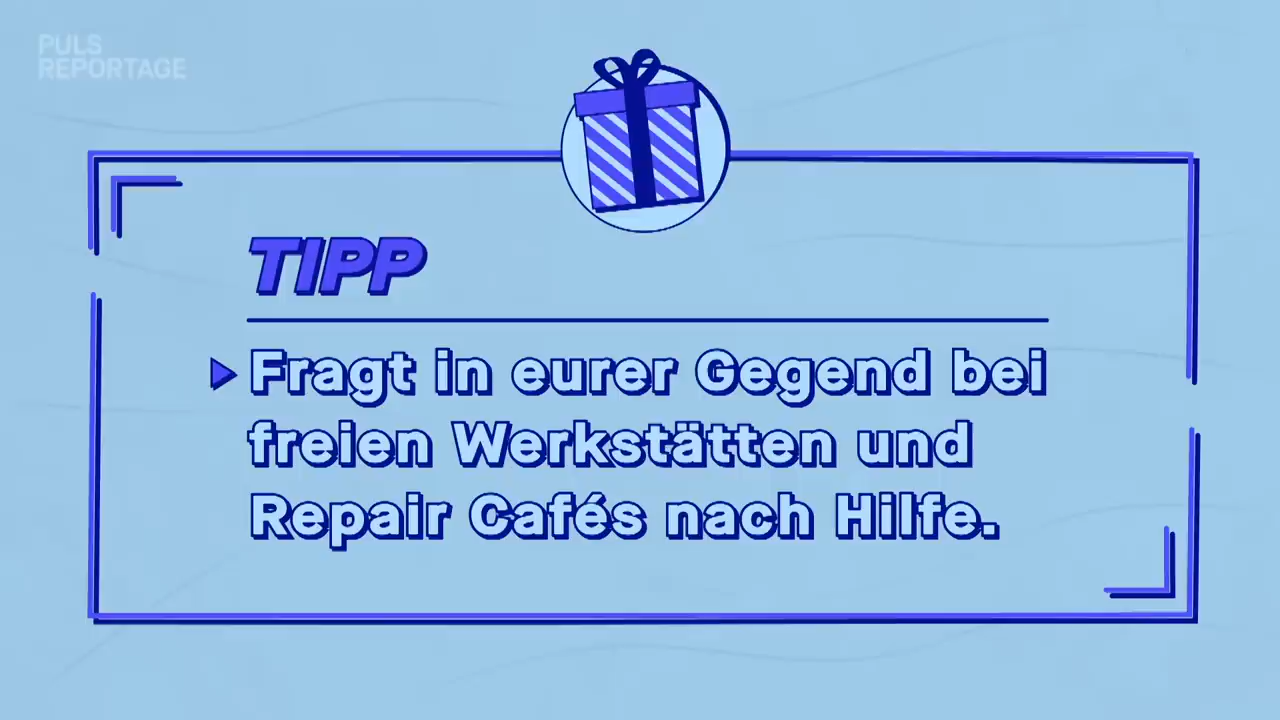 PULS
REPORTAGE
TIPP
Fragt in eurer Gegend bei
freien Werkstätten und
Repair Cafés nach Hilfe.